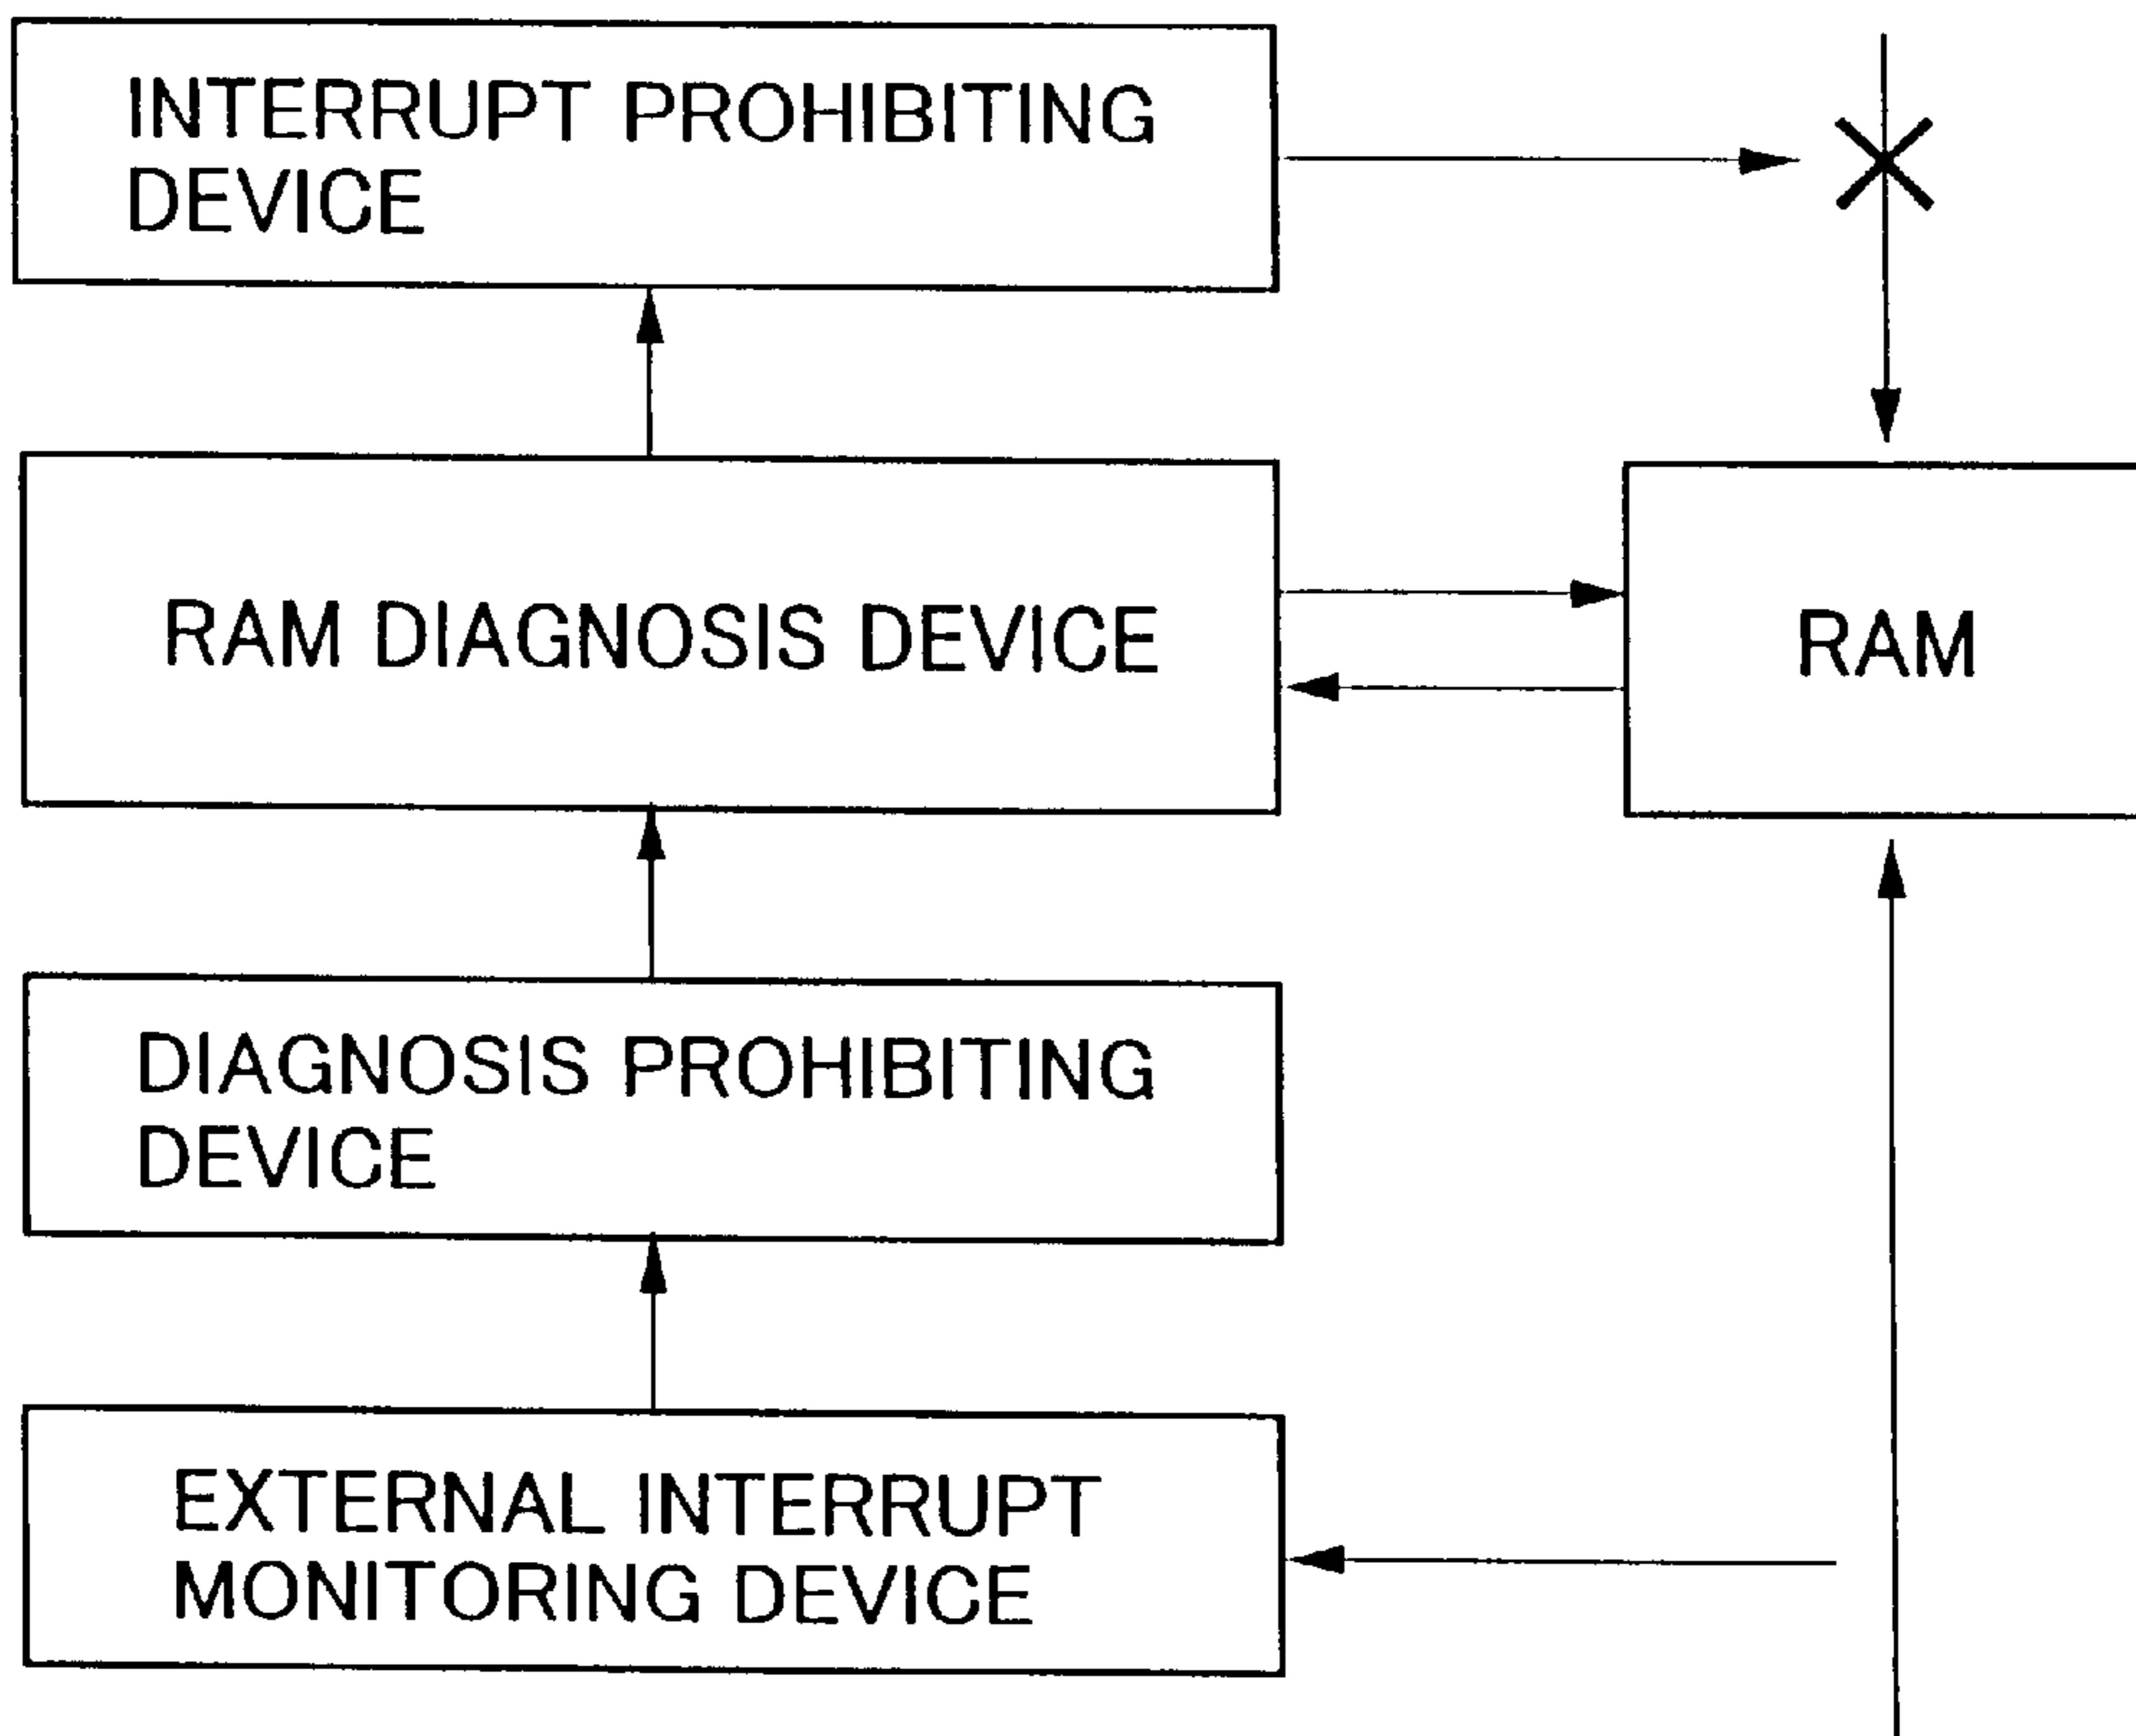 INTERRUPT PROHIBITING
DEVICE
RAM DIAGNOSIS DEVICE
RAM
DIAGNOSIS PROHIBITING
DEVICE
EXTERNAL INTERRUPT
MONITORING DEVICE